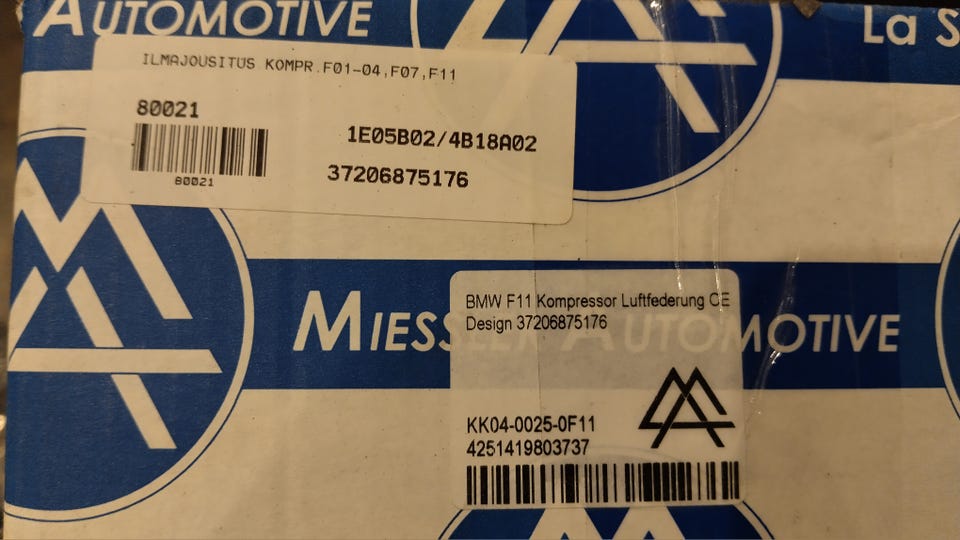 AUTOMOTIVE
La S
ILMAJOUSITUS KOMPR.F01-04,F07,F11
80021
1E05B02/4B18A02
80021
37206875176
BMW F11 Kompressor Luftfederung OE
Design 37206875176
MIESSLER AUTOMOTIVE
KK04-0025-0F11
4251419803737